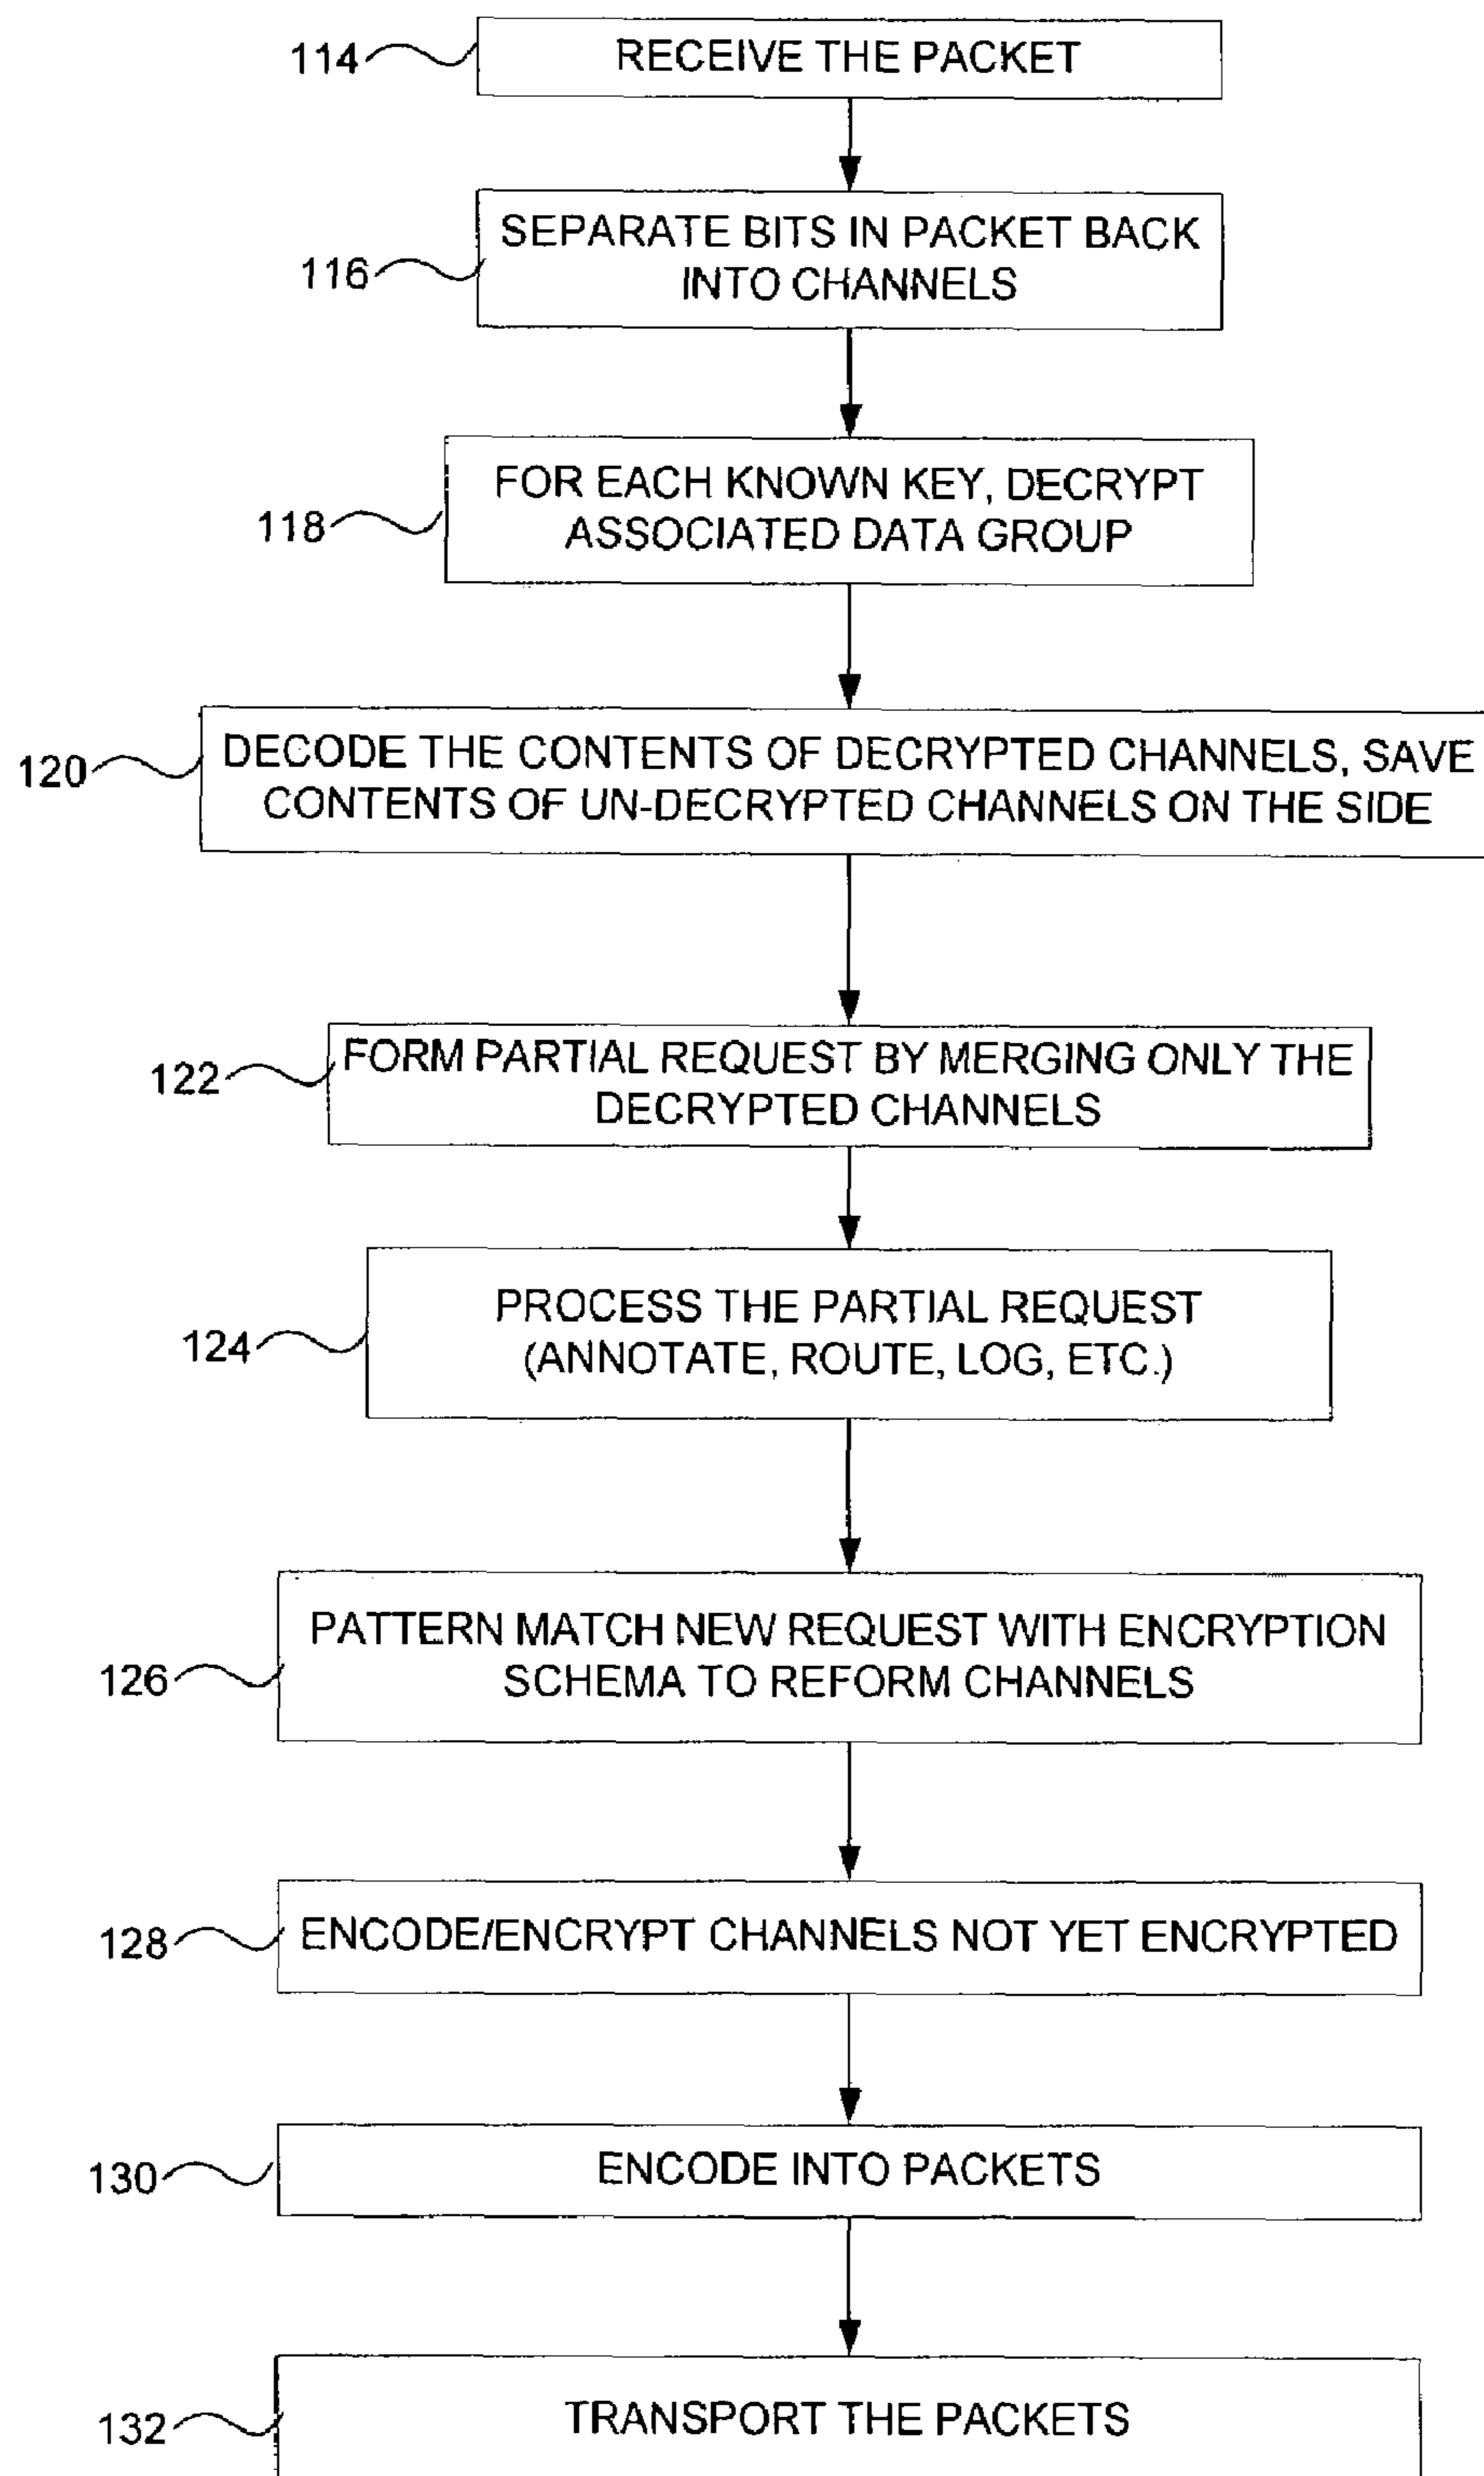 114
RECEIVE THE PACKET
116
SEPARATE BITS IN PACKET BACK
INTO CHANNELS
118
FOR EACH KNOWN KEY, DECRYPT
ASSOCIATED DATA GROUP
120
DECODE THE CONTENTS OF DECRYPTED CHANNELS, SAVE
CONTENTS OF UN-DECRYPTED CHANNELS ON THE SIDE
122
FORM PARTIAL REQUEST BY MERGING ONLY THE
DECRYPTED CHANNELS
124
PROCESS THE PARTIAL REQUEST
(ANNOTATE, ROUTE, LOG, ETC.)
126
PATTERN MATCH NEW REQUEST WITH ENCRYPTION
SCHEMA TO REFORM CHANNELS
128
ENCODE/ENCRYPT CHANNELS NOT YET ENCRYPTED
130
ENCODE INTO PACKETS
132
TRANSPORT THE PACKETS